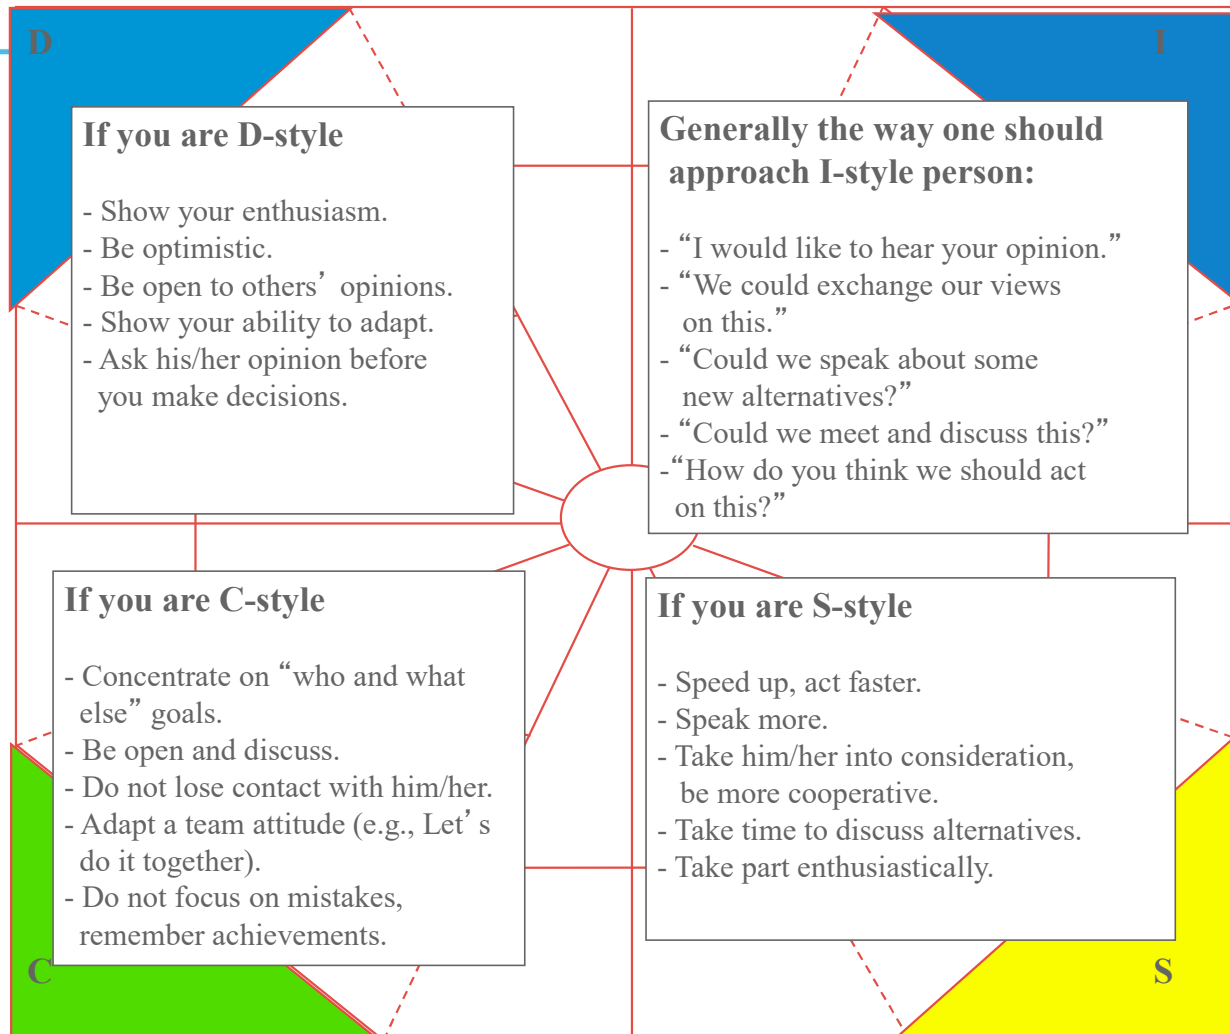 D
I
If you are D-style
- Show your enthusiasm.
- Be optimistic.
- Be open to others’ opinions.
- Show your ability to adapt.
- Ask his/her opinion before
you make decisions.
Generally the way one should
approach I-style person:
- “I would like to hear your opinion.”
- “We could exchange our views
on this.”
- “Could we speak about some
new alternatives?”
- “Could we meet and discuss this?”
-“How do you think we should act
on this?”
If you are C-style
- Concentrate on “who and what
else” goals.
- Be open and discuss.
- Do not lose contact with him/her.
- Adapt a team attitude (e.g., Let’s
do it together).
- Do not focus on mistakes,
remember achievements.
If you are S-style
- Speed up, act faster.
- Speak more.
- Take him/her into consideration,
be more cooperative.
- Take time to discuss alternatives.
- Take part enthusiastically.
C
S